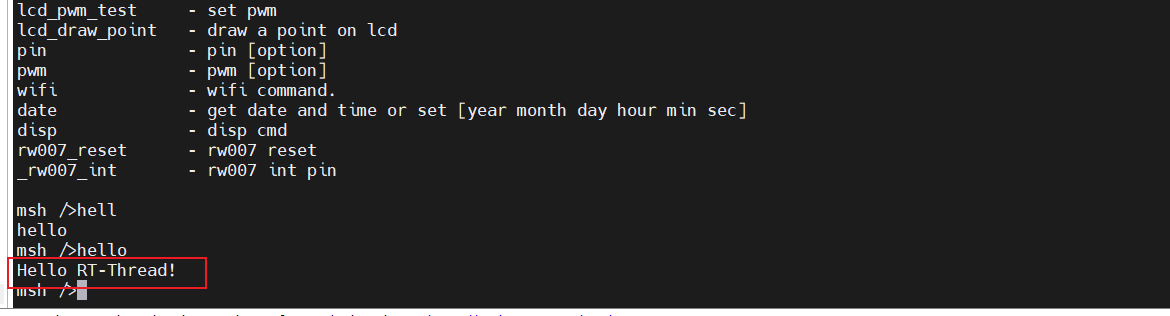 lcd_pwm_test     - set pwm
lcd_draw_point   - draw a point on lcd
pin              - pin [option]
pwm              - pwm [option]
wifi             - wifi command.
date             - get date and time or set [year month day hour min sec]
disp             - disp cmd
rw007_reset      - rw007 reset
_rw007_int       - rw007 int pin
msh />hell
hello
msh />hello
Hello RT-Thread!
msh />